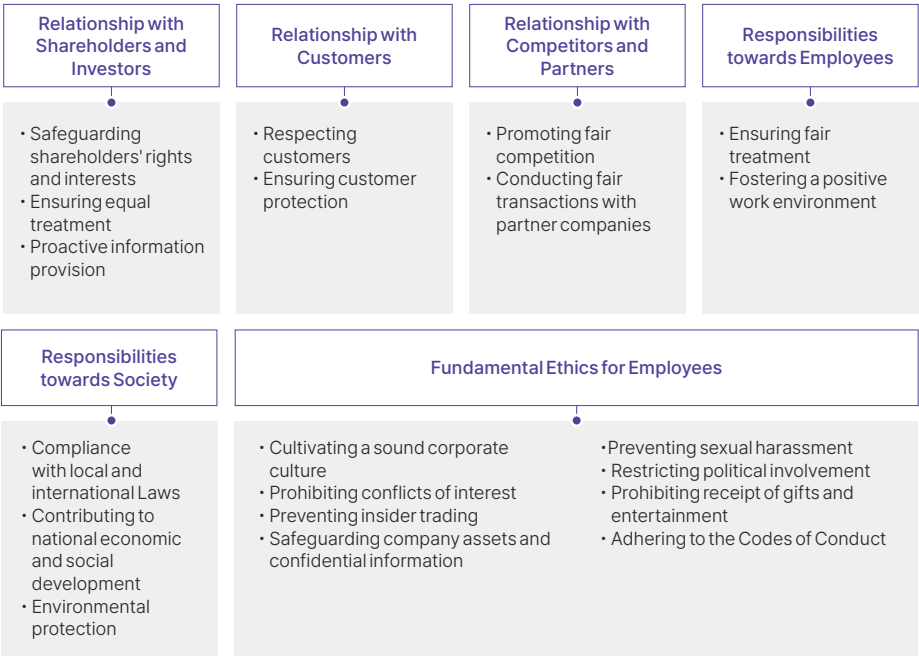 Relationship with
Shareholders and
Investors
• Safeguarding
shareholders' rights
and interests
• Ensuring equal
treatment
• Proactive information
provision
Relationship with
Customers
• Respecting
customers
• Ensuring customer
protection
Relationship with
Competitors and
Partners
• Promoting fair
competition
• Conducting fair
transactions with
partner companies
Responsibilities
towards Employees
• Ensuring fair
treatment
• Fostering a positive
work environment
Responsibilities
towards Society
• Compliance
with local and
international Laws
• Contributing to
national economic
and social
development
• Environmental
protection
Fundamental Ethics for Employees
• Cultivating a sound corporate
culture
• Prohibiting conflicts of interest
• Preventing insider trading
• Safeguarding company assets and
confidential information
•Preventing sexual harassment
• Restricting political involvement
• Prohibiting receipt of gifts and
entertainment
• Adhering to the Codes of Conduct